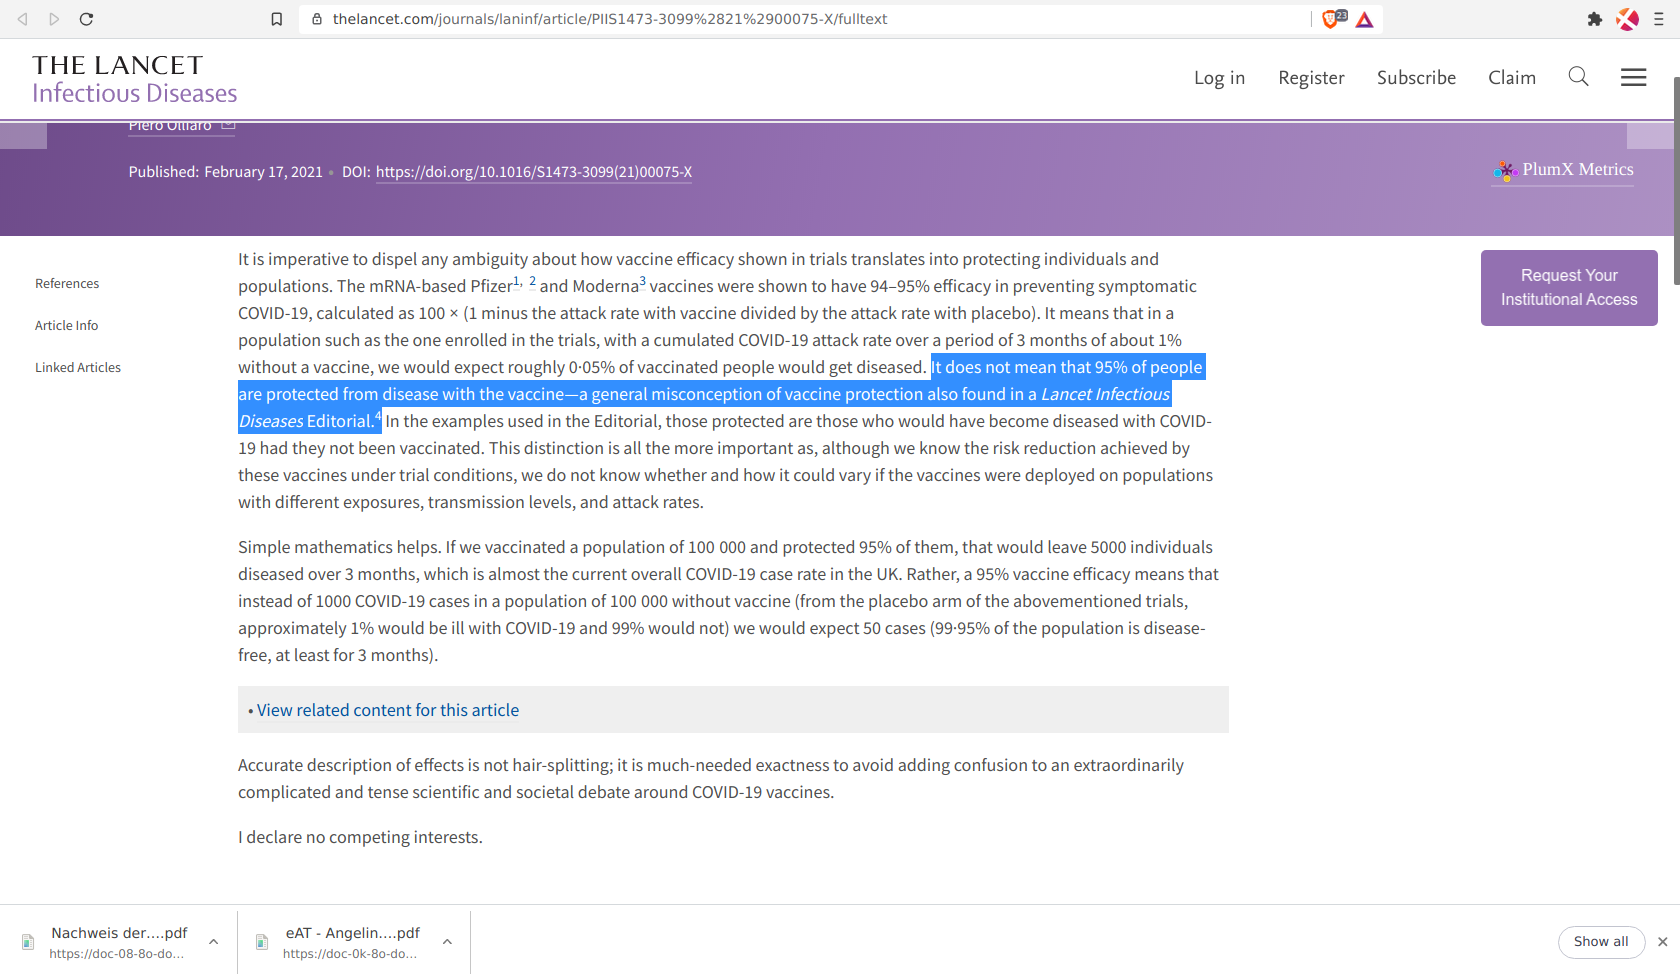 thelancet.com/journals/laninf/article/PIIS1473-3099%2821%2900075-X/fulltext
23
THE LANCET
Infectious Diseases
Log in Register Subscribe Claim
Piero Olliaro
Published: February 17, 2021 • DOI: https://doi.org/10.1016/S1473-3099(21)00075-X
PlumX Metrics
References
Article Info
Linked Articles
Request Your
Institutional Access
It is imperative to dispel any ambiguity about how vaccine efficacy shown in trials translates into protecting individuals and
populations. The mRNA-based Pfizer1, 2 and Moderna3 vaccines were shown to have 94–95% efficacy in preventing symptomatic
COVID-19, calculated as 100 × (1 minus the attack rate with vaccine divided by the attack rate with placebo). It means that in a
population such as the one enrolled in the trials, with a cumulated COVID-19 attack rate over a period of 3 months of about 1%
without a vaccine, we would expect roughly 0·05% of vaccinated people would get diseased. It does not mean that 95% of people
are protected from disease with the vaccine—a general misconception of vaccine protection also found in a Lancet Infectious
Diseases Editorial.4 In the examples used in the Editorial, those protected are those who would have become diseased with COVID-
19 had they not been vaccinated. This distinction is all the more important as, although we know the risk reduction achieved by
these vaccines under trial conditions, we do not know whether and how it could vary if the vaccines were deployed on populations
with different exposures, transmission levels, and attack rates.
Simple mathematics helps. If we vaccinated a population of 100 000 and protected 95% of them, that would leave 5000 individuals
diseased over 3 months, which is almost the current overall COVID-19 case rate in the UK. Rather, a 95% vaccine efficacy means that
instead of 1000 COVID-19 cases in a population of 100 000 without vaccine (from the placebo arm of the abovementioned trials,
approximately 1% would be ill with COVID-19 and 99% would not) we would expect 50 cases (99·95% of the population is disease-
free, at least for 3 months).
• View related content for this article
Accurate description of effects is not hair-splitting; it is much-needed exactness to avoid adding confusion to an extraordinarily
complicated and tense scientific and societal debate around COVID-19 vaccines.
I declare no competing interests.
Nachweis der....pdf
https://doc-08-8o-do...
eAT - Angelin....pdf
https://doc-0k-8o-do...
Show all